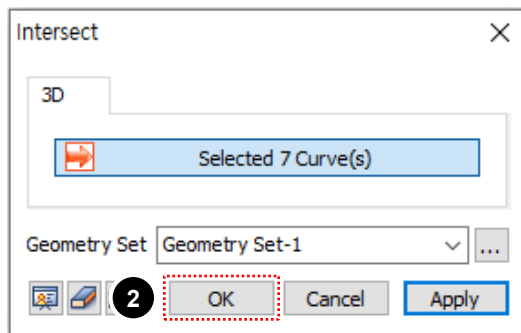 Intersect
3D
Selected 7 Curve(s)
Geometry Set Geometry Set-1 ...
2 OK Cancel Apply